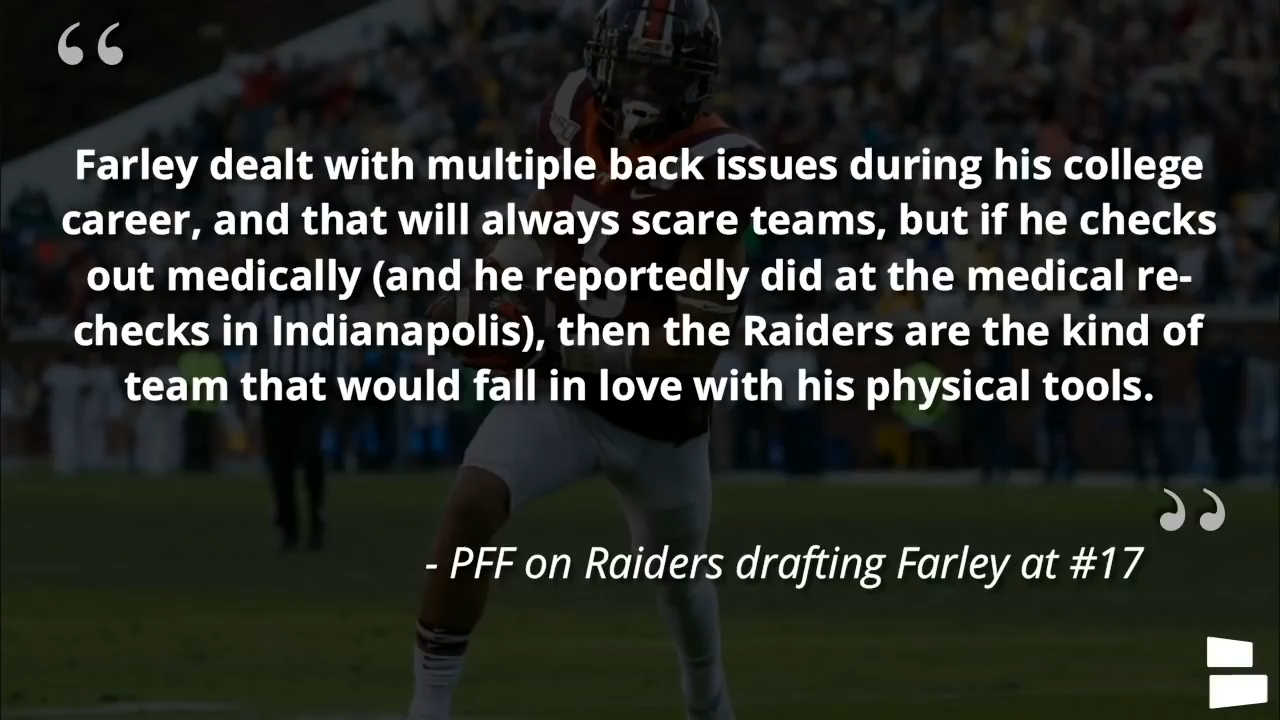 “
Farley dealt with multiple back issues during his college
career, and that will always scare teams, but if he checks
out medically (and he reportedly did at the medical re-
checks in Indianapolis), then the Raiders are the kind of
team that would fall in love with his physical tools.
”
- PFF on Raiders drafting Farley at #17